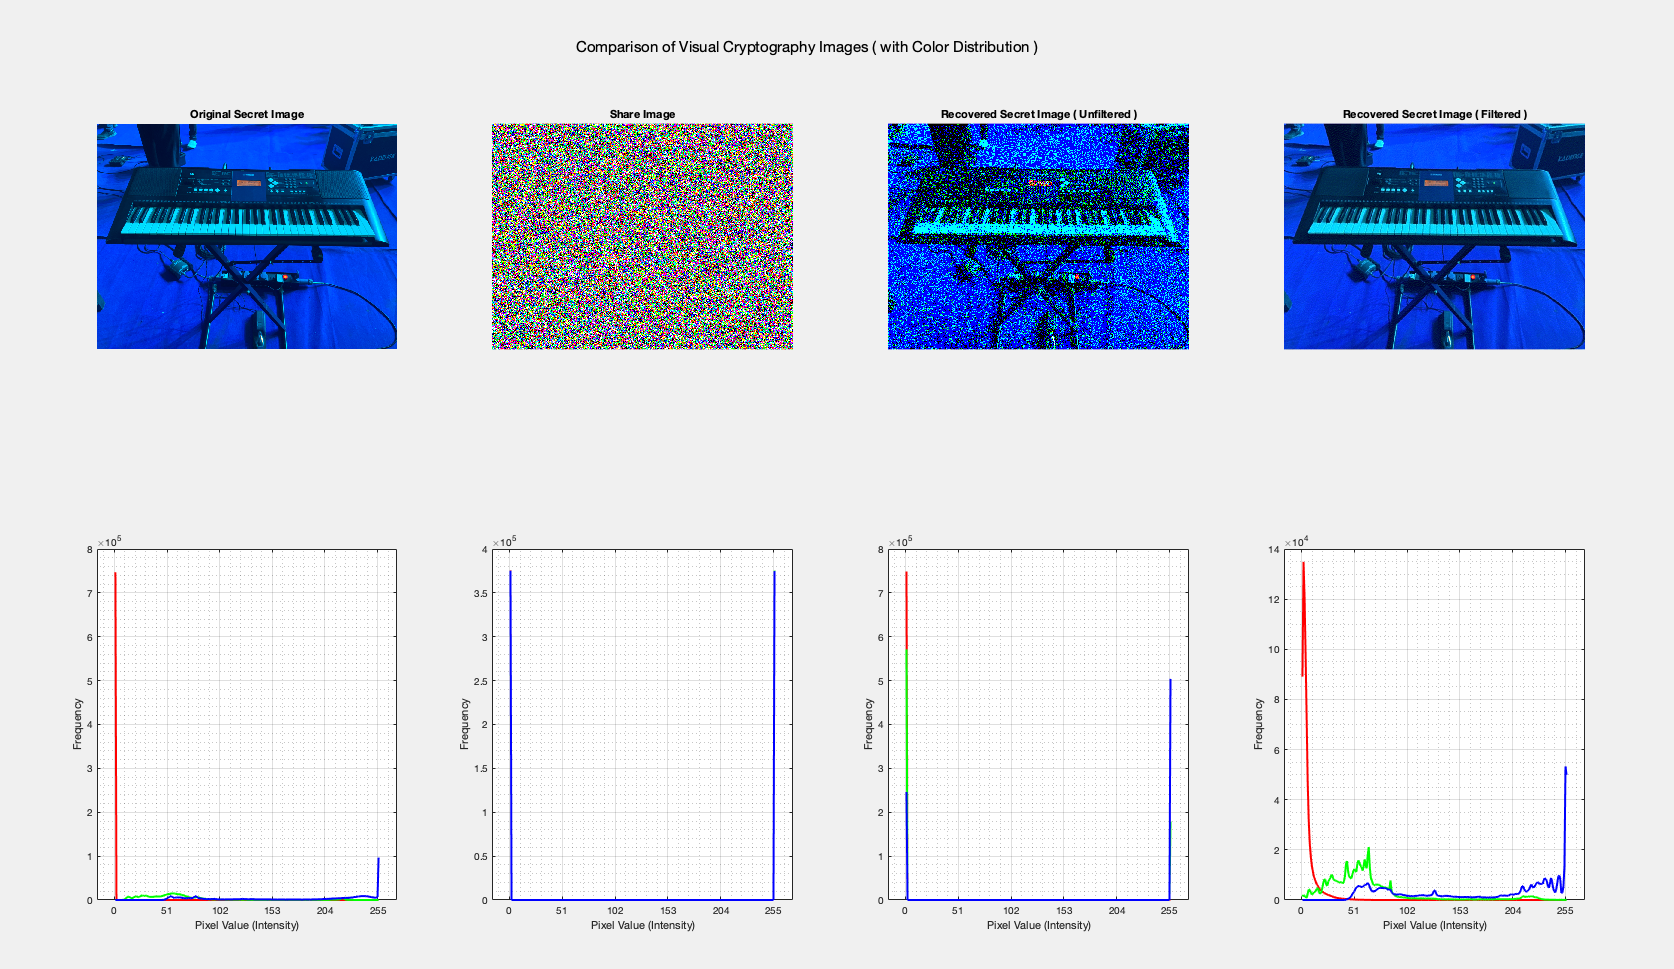 Comparison of Visual Cryptography Images ( with Color Distribution )
Original Secret Image
Share Image
Recovered Secret Image ( Unfiltered )
Recovered Secret Image ( Filtered )
×10^5
8
7
6
5
4
3
2
1
0
Frequency
0 51 102 153 204 255
Pixel Value (Intensity)
×10^5
4
3.5
3
2.5
2
1.5
1
0.5
0
Frequency
0 51 102 153 204 255
Pixel Value (Intensity)
×10^5
8
7
6
5
4
3
2
1
0
Frequency
0 51 102 153 204 255
Pixel Value (Intensity)
×10^4
14
12
10
8
6
4
2
0
Frequency
0 51 102 153 204 255
Pixel Value (Intensity)